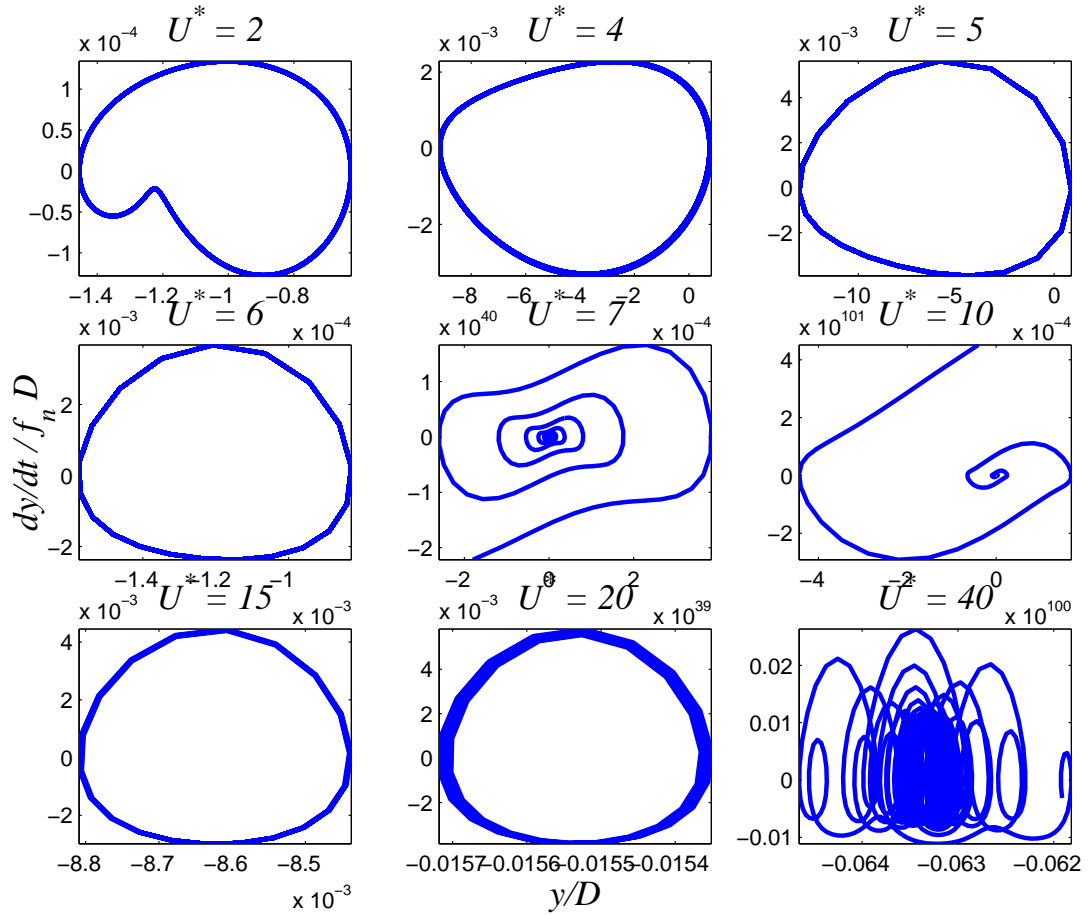 x 10⁻⁴ U* = 2
1
0.5
0
−0.5
−1
−1.4 −1.2 −1 −0.8
x 10⁻³ U* = 4
2
0
−2
−8 −6 −4 −2 0
x 10⁻³ U* = 5
4
2
0
−2
−10 −5 0
x 10⁻³ U* = 6 x 10⁻⁴
2
0
−2
−1.4 −1.2 −1
x 10⁴⁰ U* = 7 x 10⁻⁴
1
0
−1
−2
−2 0 2
x 10¹⁰¹ U* = 10 x 10⁻⁴
4
2
0
−2
−4 −2 0
x 10⁻³ U* = 15 x 10⁻³
4
2
0
−2
−8.8 −8.7 −8.6 −8.5
x 10⁻³
x 10⁻³ U* = 20 x 10³⁹
4
2
0
−2
−0.0157 −0.0156 −0.0155 −0.0154
U* = 40 x 10¹⁰⁰
0.02
0.01
0
−0.01
−0.064 −0.063 −0.062
dy/dt / fₙ D
y/D